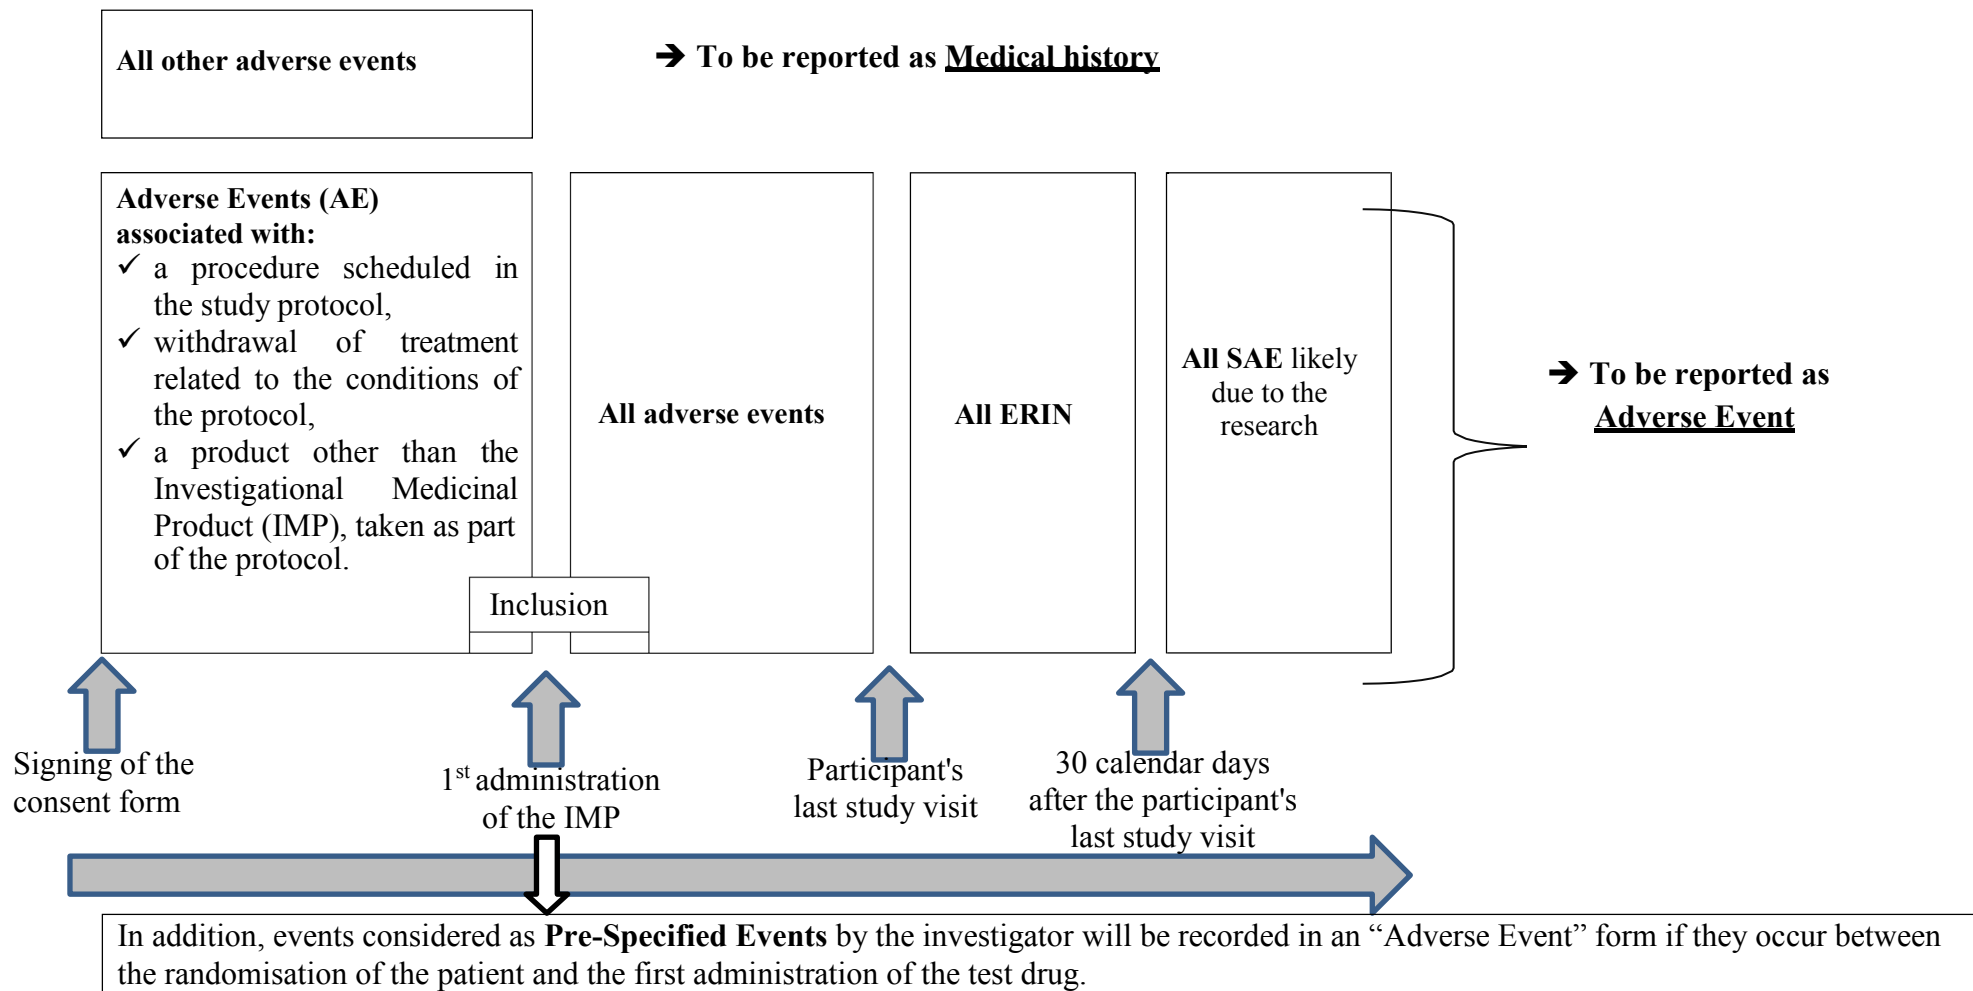 All other adverse events
➔ To be reported as Medical history
Adverse Events (AE)
associated with:
✓ a procedure scheduled in
the study protocol,
✓ withdrawal of treatment
related to the conditions of
the protocol,
✓ a product other than the
Investigational Medicinal
Product (IMP), taken as part
of the protocol.
Inclusion
All adverse events
All ERIN
All SAE likely
due to the
research
➔ To be reported as
Adverse Event
Signing of the
consent form
1st administration
of the IMP
Participant's
last study visit
30 calendar days
after the participant's
last study visit
In addition, events considered as Pre-Specified Events by the investigator will be recorded in an “Adverse Event” form if they occur between
the randomisation of the patient and the first administration of the test drug.